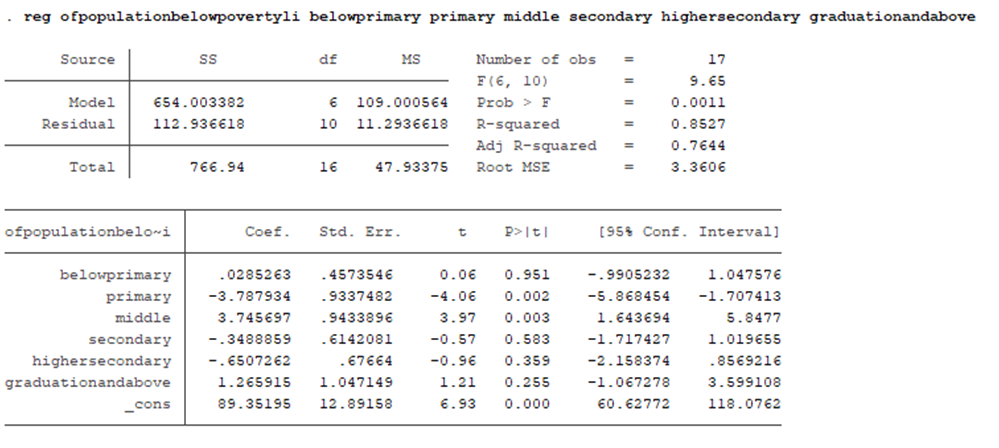 . reg ofpopulationbelowpovertyli belowprimary primary middle secondary highersecondary graduationandabove
Source SS df MS Number of obs = 17
F(6, 10) = 9.65
Model 654.003382 6 109.000564 Prob > F = 0.0011
Residual 112.936618 10 11.2936618 R-squared = 0.8527
Adj R-squared = 0.7644
Total 766.94 16 47.93375 Root MSE = 3.3606
ofpopulationbelo~i Coef. Std. Err. t P>|t| [95% Conf. Interval]
belowprimary .0285263 .4573546 0.06 0.951 -.9905232 1.047576
primary -3.787934 .9337482 -4.06 0.002 -5.868454 -1.707413
middle 3.745697 .9433896 3.97 0.003 1.643694 5.8477
secondary -.3488859 .6142081 -0.57 0.583 -1.717427 1.019655
highersecondary -.6507262 .67664 -0.96 0.359 -2.158374 .8569216
graduationandabove 1.265915 1.047149 1.21 0.255 -1.067278 3.599108
_cons 89.35195 12.89158 6.93 0.000 60.62772 118.0762